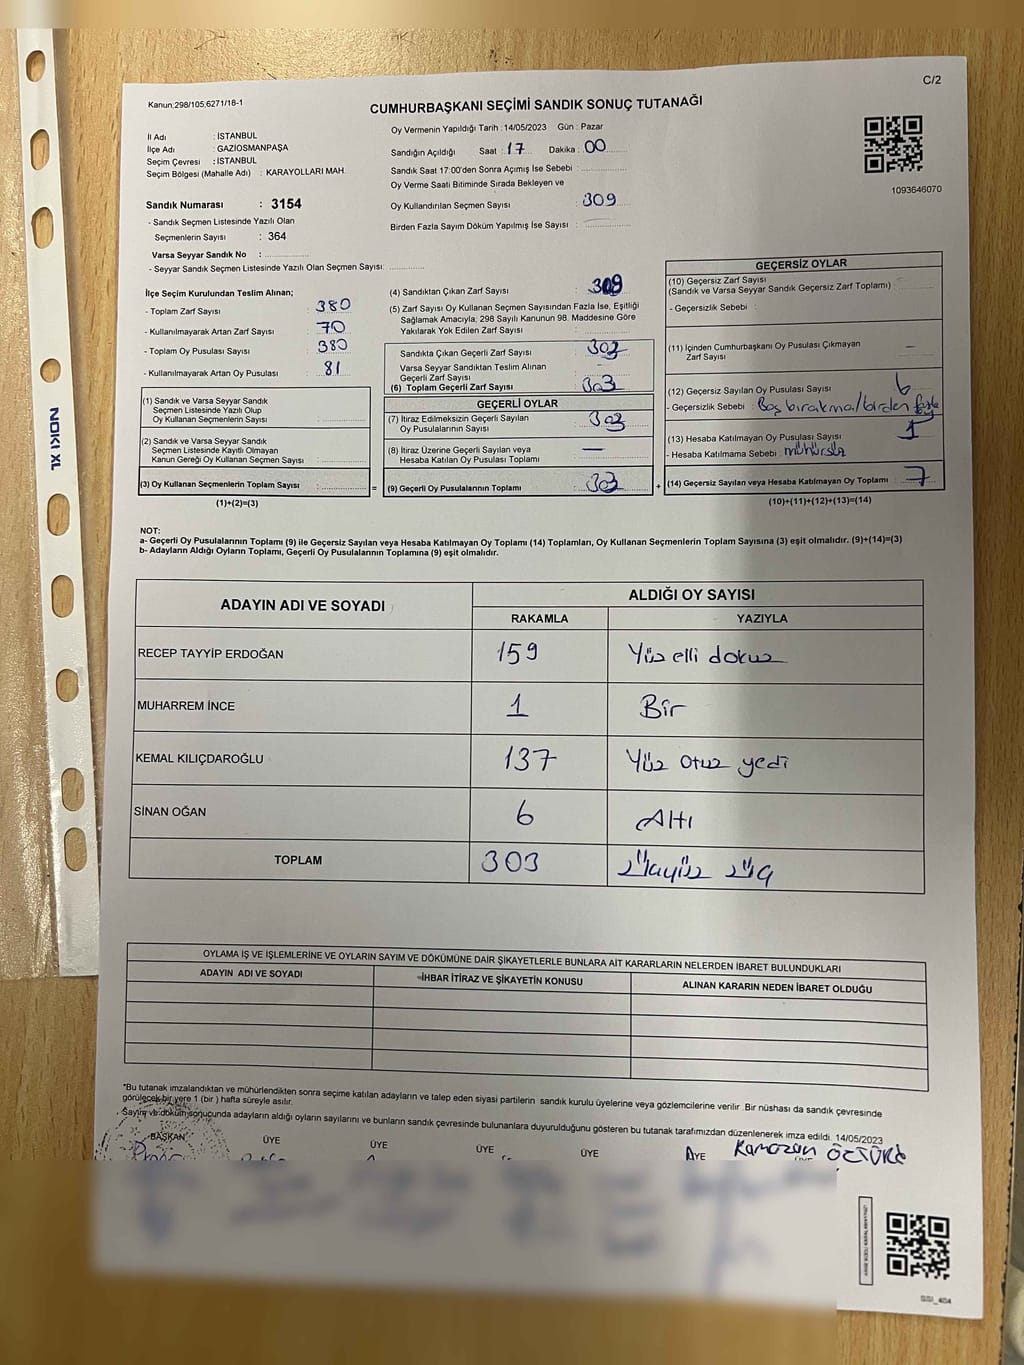 C/2
Kanun:298/105,6271/18-1
CUMHURBAŞKANI SEÇİMİ SANDIK SONUÇ TUTANAĞI
İl Adı : İSTANBUL
İlçe Adı : GAZİOSMANPAŞA
Seçim Çevresi : İSTANBUL
Seçim Bölgesi (Mahalle Adı) : KARAYOLLARI MAH.
Oy Vermenin Yapıldığı Tarih : 14/05/2023 Gün : Pazar
Sandığın Açıldığı Saat : 17 Dakika : 00
Sandık Saat 17:00'den Sonra Açımış İse Sebebi :
Oy Verme Saati Bitiminde Sırada Bekleyen ve
Oy Kullandırılan Seçmen Sayısı : 309
Birden Fazla Sayım Döküm Yapılmış İse Sayısı :
1093646070
Sandık Numarası : 3154
- Sandık Seçmen Listesinde Yazılı Olan
Seçmenlerin Sayısı : 364
Varsa Seyyar Sandık No :
- Seyyar Sandık Seçmen Listesinde Yazılı Olan Seçmen Sayısı:
İlçe Seçim Kurulundan Teslim Alınan;
- Toplam Zarf Sayısı : 380
- Kullanılmayarak Artan Zarf Sayısı : 70
- Toplam Oy Pusulası Sayısı : 380
- Kullanılmayarak Artan Oy Pusulası : 81
(1) Sandık ve Varsa Seyyar Sandık
Seçmen Listesinde Yazılı Olup
Oy Kullanan Seçmenlerin Sayısı :
(2) Sandık ve Varsa Seyyar Sandık
Seçmen Listesinde Kayıtlı Olmayan
Kanun Gereği Oy Kullanan Seçmen Sayısı :
(3) Oy Kullanan Seçmenlerin Toplam Sayısı :
(1)+(2)=(3)
=
(4) Sandıktan Çıkan Zarf Sayısı : 309
(5) Zarf Sayısı Oy Kullanan Seçmen Sayısından Fazla İse, Eşitliği
Sağlamak Amacıyla; 298 Sayılı Kanunun 98. Maddesine Göre
Yakılarak Yok Edilen Zarf Sayısı :
Sandıkta Çıkan Geçerli Zarf Sayısı : 303
Varsa Seyyar Sandıktan Teslim Alınan
Geçerli Zarf Sayısı :
(6) Toplam Geçerli Zarf Sayısı : 303
GEÇERLİ OYLAR
(7) İtiraz Edilmeksizin Geçerli Sayılan
Oy Pusulalarının Sayısı : 303
(8) İtiraz Üzerine Geçerli Sayılan veya
Hesaba Katılan Oy Pusulası Toplamı : —
(9) Geçerli Oy Pusulalarının Toplamı : 303
+
GEÇERSİZ OYLAR
(10) Geçersiz Zarf Sayısı
(Sandık ve Varsa Seyyar Sandık Geçersiz Zarf Toplamı) :
- Geçersizlik Sebebi :
(11) İçinden Cumhurbaşkanı Oy Pusulası Çıkmayan
Zarf Sayısı : —
(12) Geçersiz Sayılan Oy Pusulası Sayısı : 6
- Geçersizlik Sebebi : Boş bırakma/birden fazla oy
(13) Hesaba Katılmayan Oy Pusulası Sayısı : 1
- Hesaba Katılmama Sebebi : mühürsüz
(14) Geçersiz Sayılan veya Hesaba Katılmayan Oy Toplamı : 7
(10)+(11)+(12)+(13)=(14)
NOT:
a- Geçerli Oy Pusulalarının Toplamı (9) ile Geçersiz Sayılan veya Hesaba Katılmayan Oy Toplamı (14) Toplamları, Oy Kullanan Seçmenlerin Toplam Sayısına (3) eşit olmalıdır. (9)+(14)=(3)
b- Adayların Aldığı Oyların Toplamı, Geçerli Oy Pusulalarının Toplamına (9) eşit olmalıdır.
ADAYIN ADI VE SOYADI
ALDIĞI OY SAYISI
RAKAMLA YAZIYLA
RECEP TAYYİP ERDOĞAN 159 Yüz elli dokuz
MUHARREM İNCE 1 Bir
KEMAL KILIÇDAROĞLU 137 Yüz otuz yedi
SİNAN OĞAN 6 Altı
TOPLAM 303 üçyüz üç
OYLAMA İŞ VE İŞLEMLERİNE VE OYLARIN SAYIM VE DÖKÜMÜNE DAİR ŞİKAYETLERLE BUNLARA AİT KARARLARIN NELERDEN İBARET BULUNDUKLARI
ADAYIN ADI VE SOYADI İHBAR İTİRAZ VE ŞİKAYETİN KONUSU ALINAN KARARIN NEDEN İBARET OLDUĞU
*Bu tutanak imzalandıktan ve mühürlendikten sonra seçime katılan adayların ve talep eden siyasi partilerin sandık kurulu üyelerine veya gözlemcilerine verilir .Bir nüshası da sandık çevresinde
görülecek bir yere 1 (bir ) hafta süreyle asılır.
Sayım ve döküm sonucunda adayların aldığı oyların sayılarını ve bunların sandık çevresinde bulunanlara duyurulduğunu gösteren bu tutanak tarafımızdan düzenlenerek imza edildi. 14/05/2023
BAŞKAN ÜYE ÜYE ÜYE ÜYE ÜYE
Ramazan ÖZTÜRK
NOKI XL